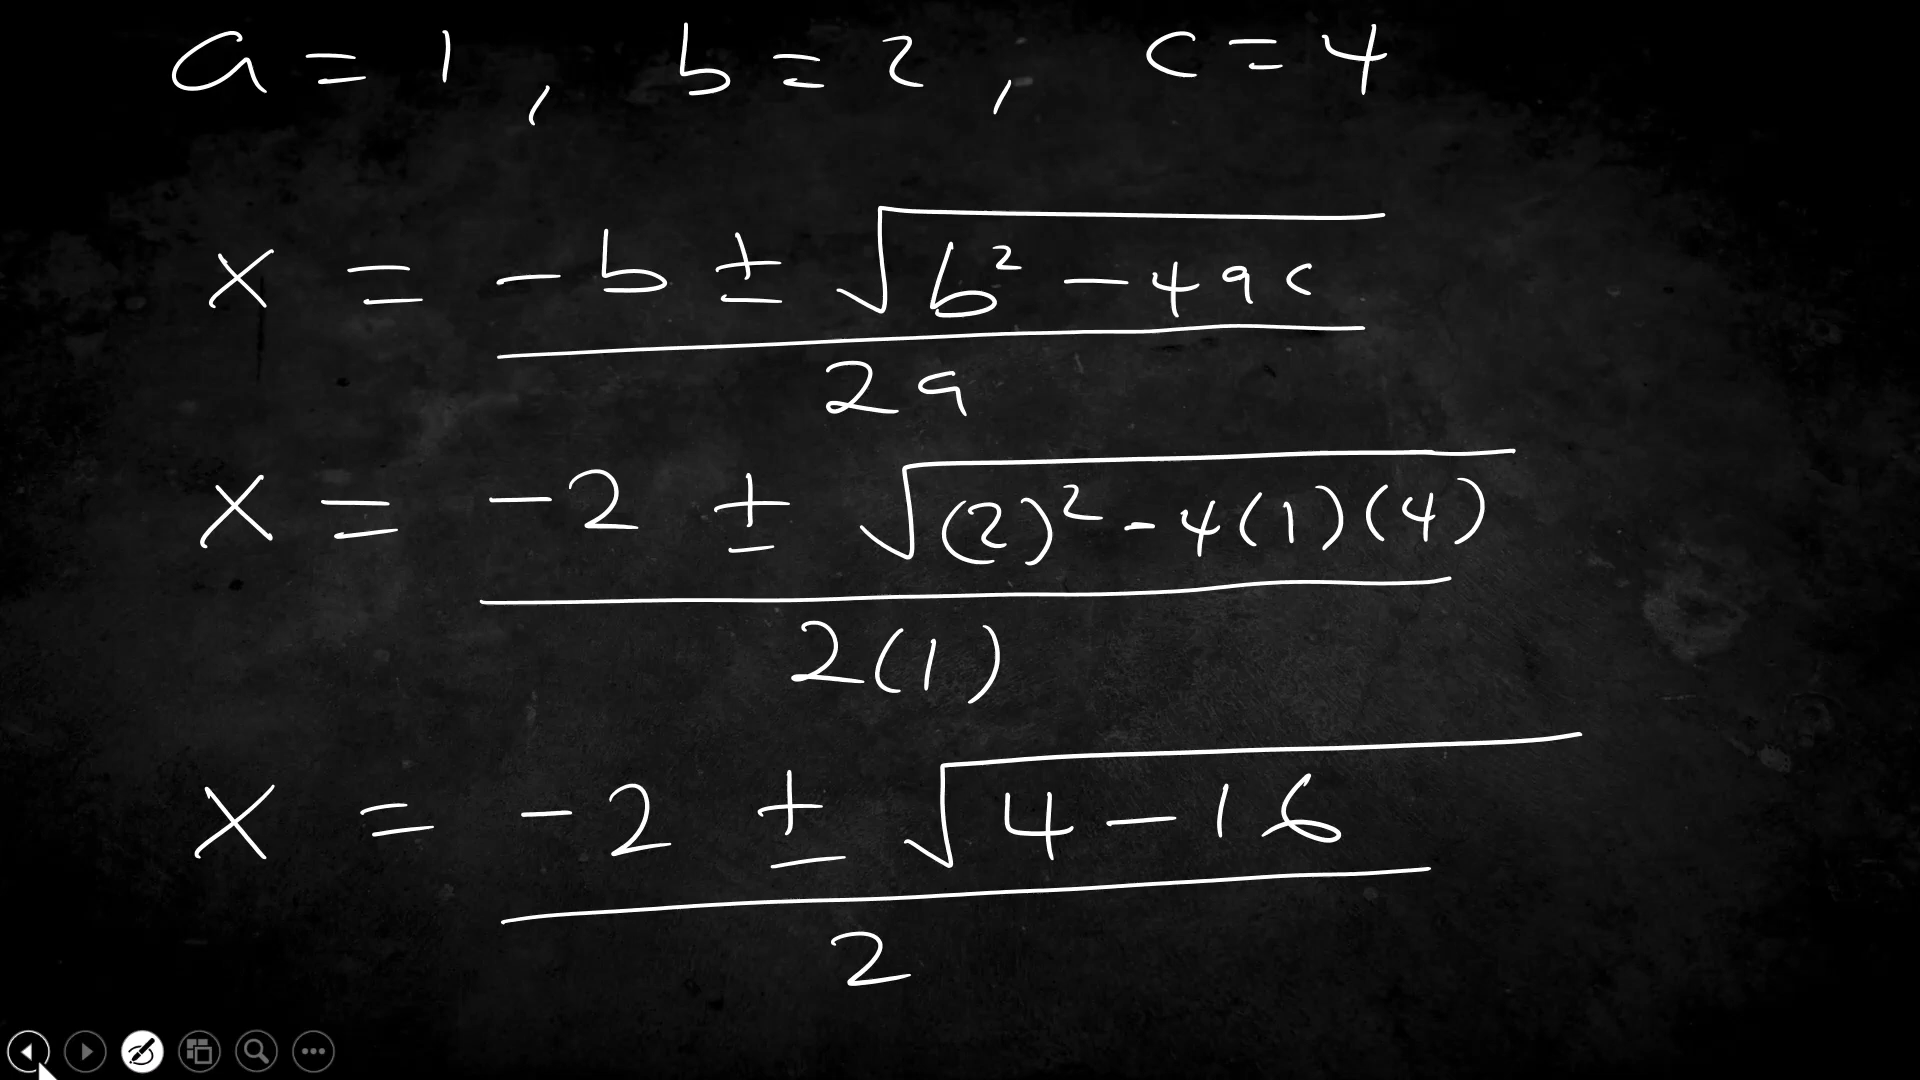 a = 1 , b = 2 , c = 4
x = -b ± √(b² - 4ac)
2a
x = -2 ± √((2)² - 4(1)(4))
2(1)
x = -2 ± √(4 - 16)
2